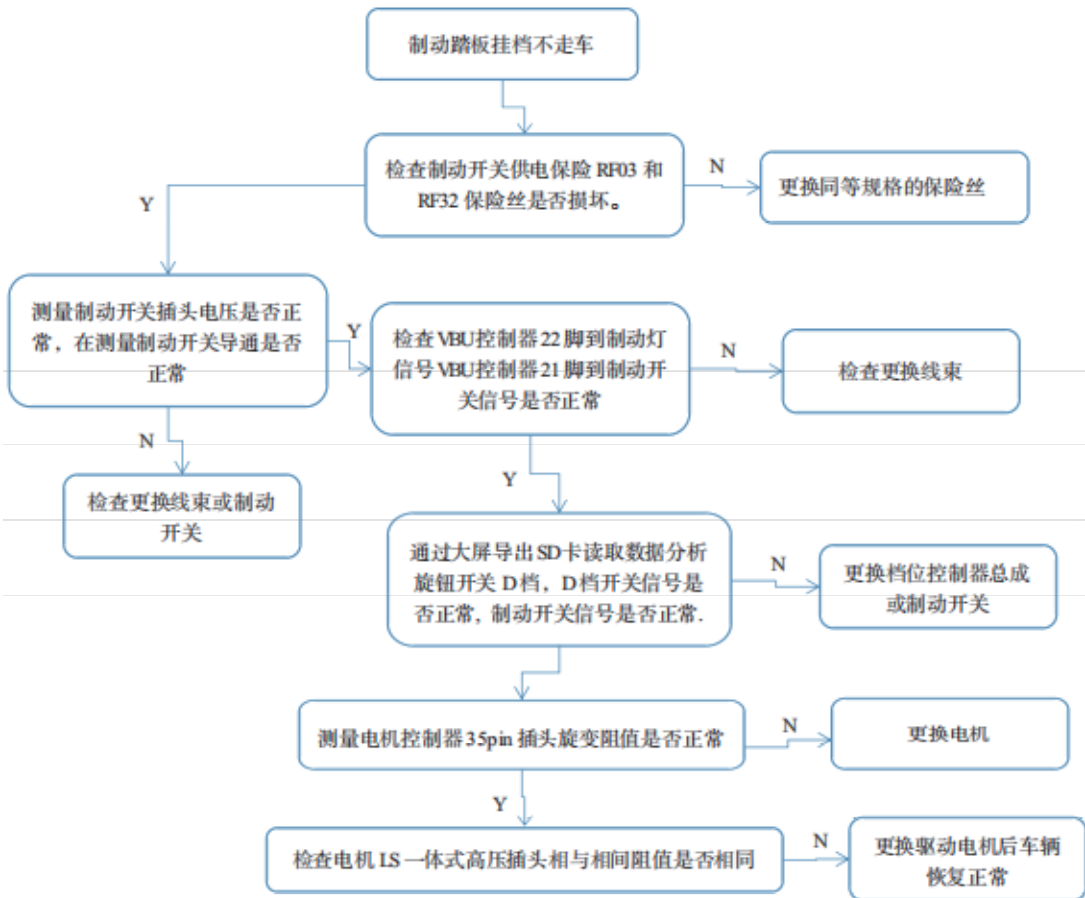 制动踏板挂档不走车
检查制动开关供电保险 RF03 和
RF32 保险丝是否损坏。
N
更换同等规格的保险丝
Y
测量制动开关插头电压是否正
常，在测量制动开关导通是否
正常
Y
检查 VBU控制器22 脚到制动灯
信号VBU控制器21 脚到制动开
关信号是否正常
N
检查更换线束
N
检查更换线束或制动
开关
Y
通过大屏导出SD卡读取数据分析
旋钮开关 D档，D档开关信号是
否正常, 制动开关信号是否正常.
N
更换档位控制器总成
或制动开关
测量电机控制器35pin 插头旋变阻值是否正常
N
更换电机
Y
检查电机 LS 一体式高压插头相与相间阻值是否相同
N
更换驱动电机后车辆
恢复正常